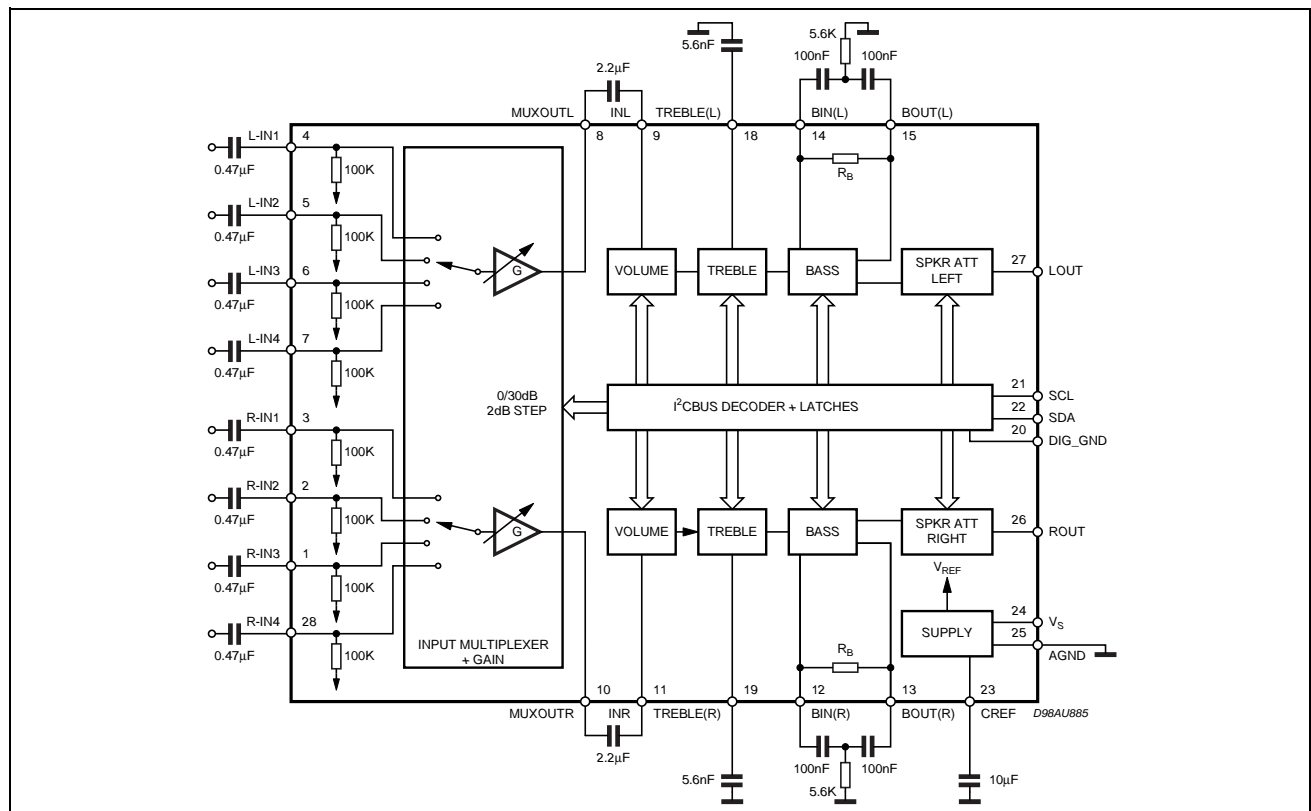 5.6K
5.6nF
100nF 100nF
2.2µF
MUXOUTL INL TREBLE(L) BIN(L) BOUT(L)
8 9 18 14 15
L-IN1 4
0.47µF 100K
L-IN2 5
0.47µF 100K
L-IN3 6
0.47µF 100K
L-IN4 7
0.47µF 100K
R-IN1 3
0.47µF 100K
R-IN2 2
0.47µF 100K
R-IN3 1
0.47µF 100K
R-IN4 28
0.47µF 100K
G
0/30dB
2dB STEP
G
INPUT MULTIPLEXER
+ GAIN
RB
VOLUME TREBLE BASS SPKR ATT
LEFT
27 LOUT
I²CBUS DECODER + LATCHES
21 SCL
22 SDA
20 DIG_GND
VOLUME TREBLE BASS SPKR ATT
RIGHT
26 ROUT
VREF
SUPPLY
24 VS
25 AGND
RB
10 11 19 12 13 23
MUXOUTR INR TREBLE(R) BIN(R) BOUT(R) CREF D98AU885
2.2µF
5.6nF
100nF 100nF
5.6K
10µF